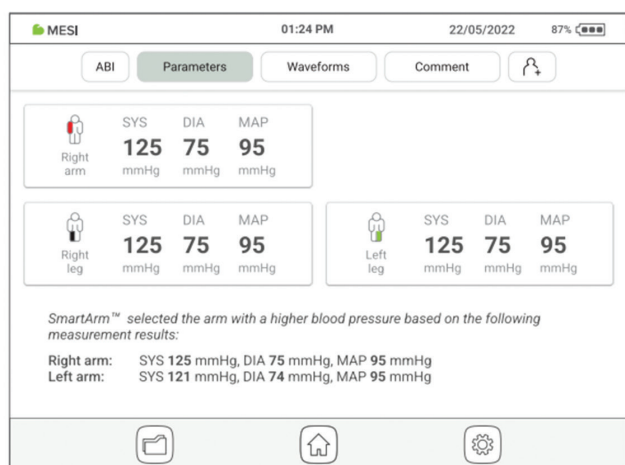 MESI 01:24 PM 22/05/2022 87%
ABI Parameters Waveforms Comment
SYS DIA MAP
125 75 95
Right arm mmHg mmHg mmHg
SYS DIA MAP SYS DIA MAP
125 75 95 125 75 95
Right leg mmHg mmHg mmHg Left leg mmHg mmHg mmHg
SmartArm™ selected the arm with a higher blood pressure based on the following
measurement results:
Right arm: SYS 125 mmHg, DIA 75 mmHg, MAP 95 mmHg
Left arm: SYS 121 mmHg, DIA 74 mmHg, MAP 95 mmHg